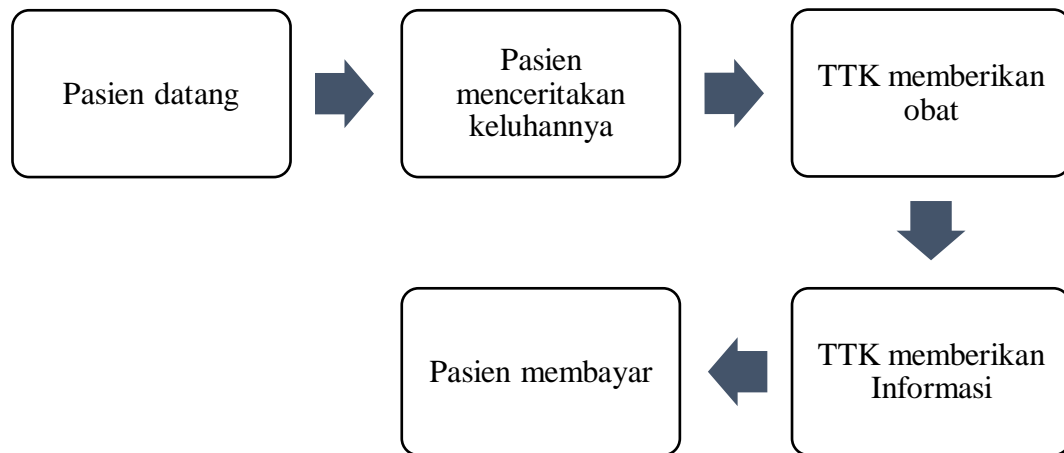 Pasien datang
Pasien
menceritakan
keluhannya
TTK memberikan
obat
TTK memberikan
Informasi
Pasien membayar